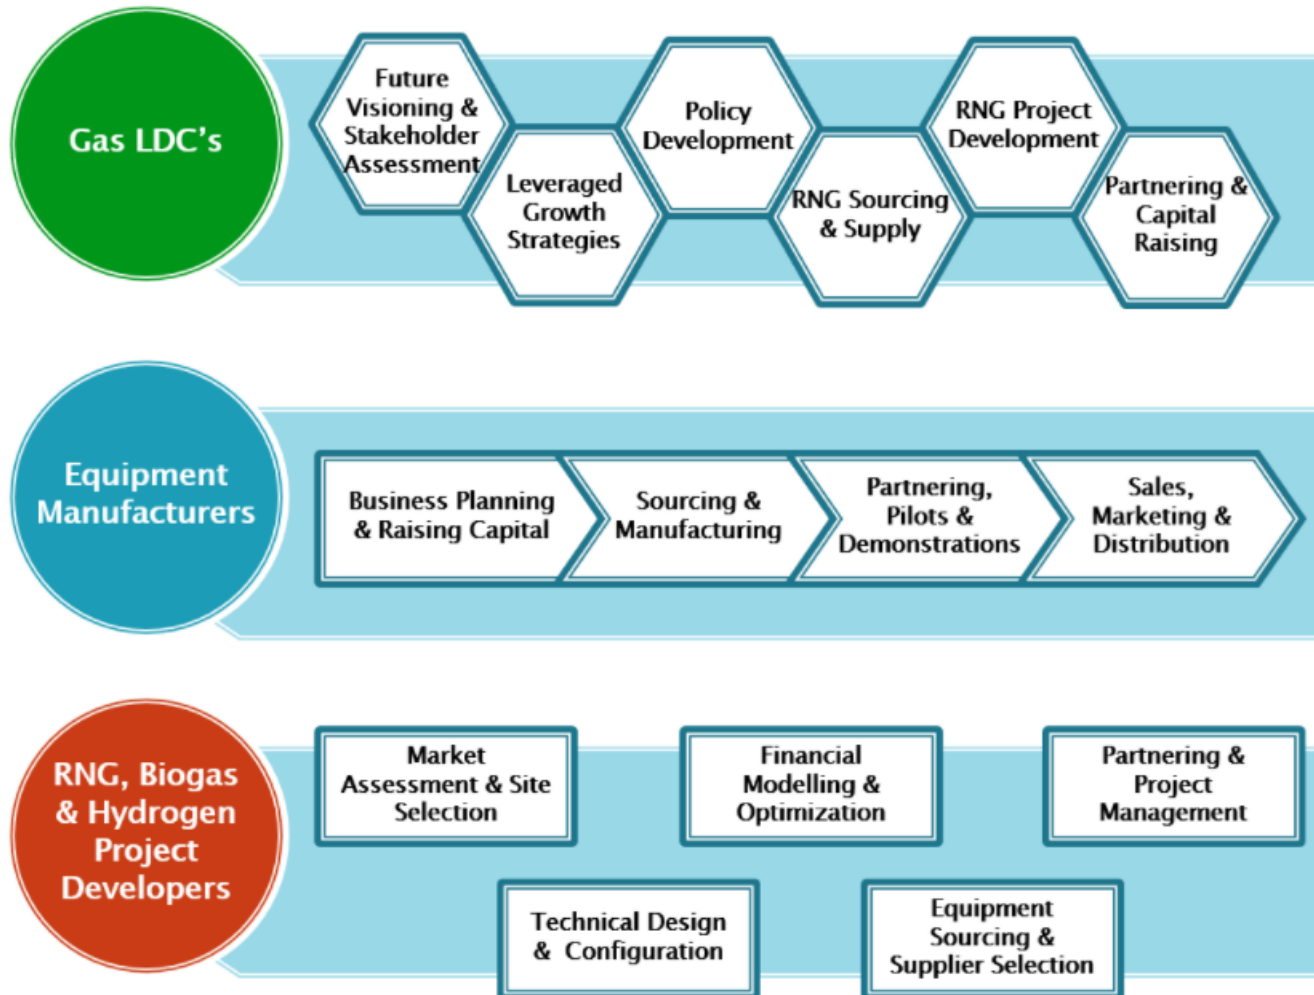 Gas LDC's
Future
Visioning &
Stakeholder
Assessment
Leveraged
Growth
Strategies
Policy
Development
RNG Sourcing
& Supply
RNG Project
Development
Partnering &
Capital
Raising
Equipment
Manufacturers
Business Planning
& Raising Capital
Sourcing &
Manufacturing
Partnering,
Pilots &
Demonstrations
Sales,
Marketing &
Distribution
RNG, Biogas
& Hydrogen
Project
Developers
Market
Assessment & Site
Selection
Technical Design
& Configuration
Financial
Modelling &
Optimization
Equipment
Sourcing &
Supplier Selection
Partnering &
Project
Management